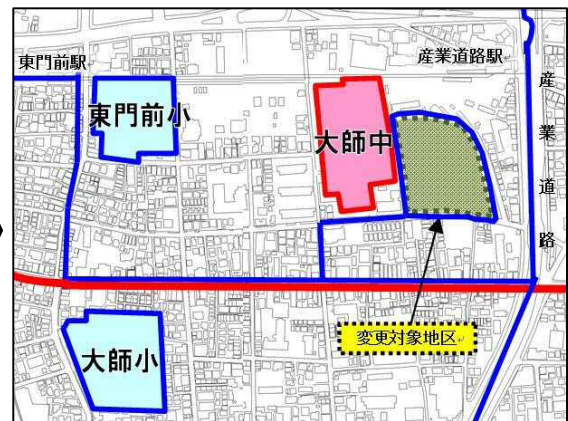 東門前駅
産業道路駅
産業道路
東門前小
大師中
変更対象地区
大師小